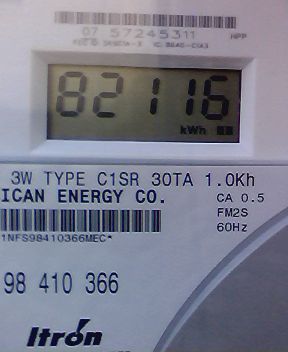 07 57245311 HPP
82116
kWh
3W TYPE C1SR 30TA 1.0Kh
ICAN ENERGY CO. CA 0.5
FM2S
60Hz
1NFS98410366MEC*
98 410 366
Itron